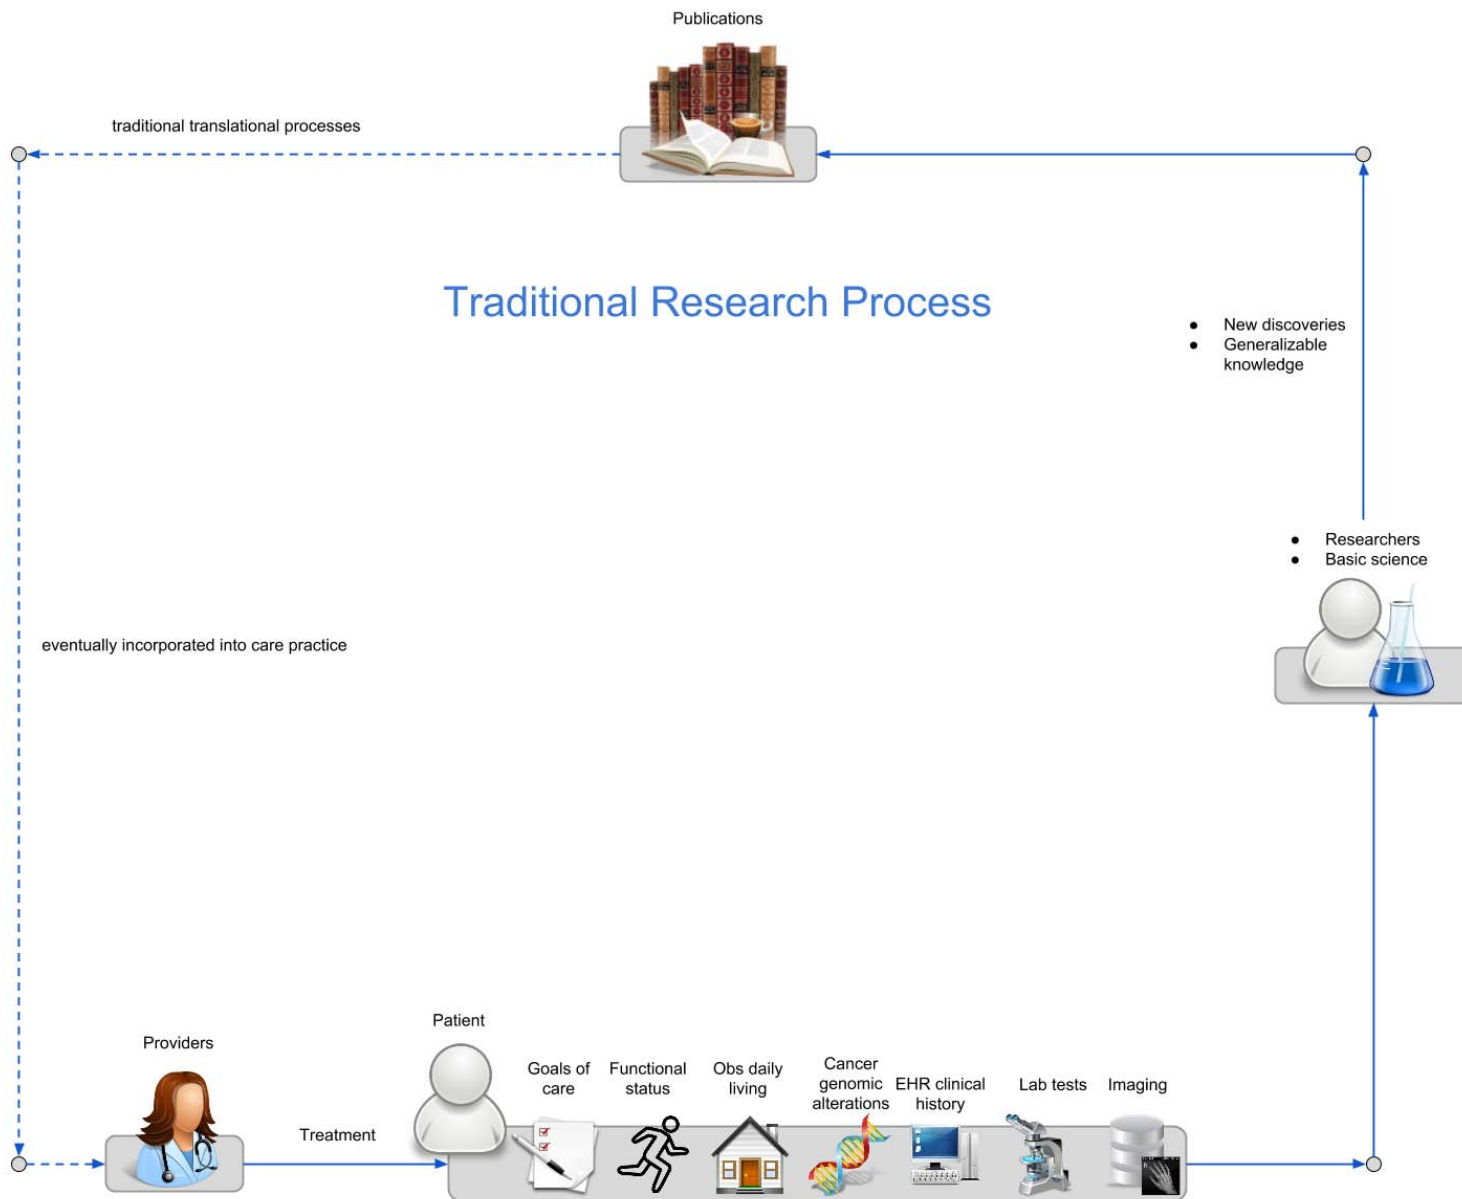 Publications
traditional translational processes
Traditional Research Process
● New discoveries
● Generalizable
knowledge
● Researchers
● Basic science
eventually incorporated into care practice
Providers
Treatment
Patient
Goals of
care
Functional
status
Obs daily
living
Cancer
genomic
alterations
EHR clinical
history
Lab tests
Imaging